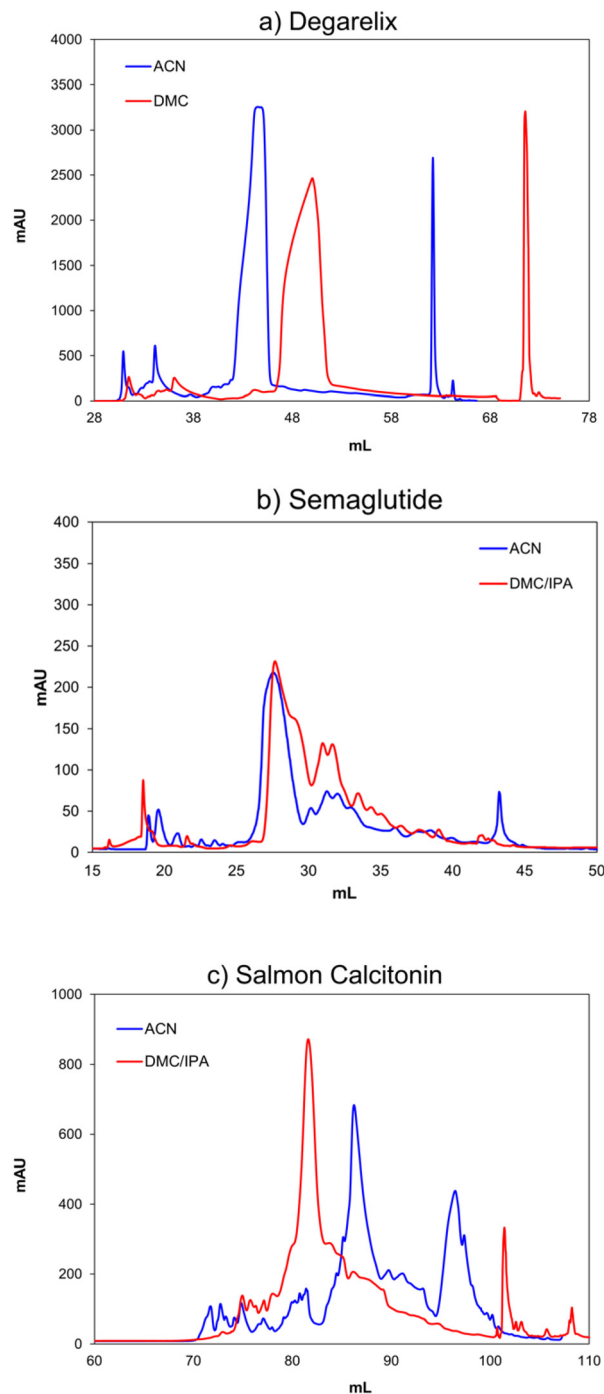 a) Degarelix
4000
3500
3000
2500
2000
1500
1000
500
0
mAU
ACN
DMC
28 38 48 58 68 78
mL
b) Semaglutide
400
350
300
250
200
150
100
50
0
mAU
ACN
DMC/IPA
15 20 25 30 35 40 45 50
mL
c) Salmon Calcitonin
1000
800
600
400
200
0
mAU
ACN
DMC/IPA
60 70 80 90 100 110
mL